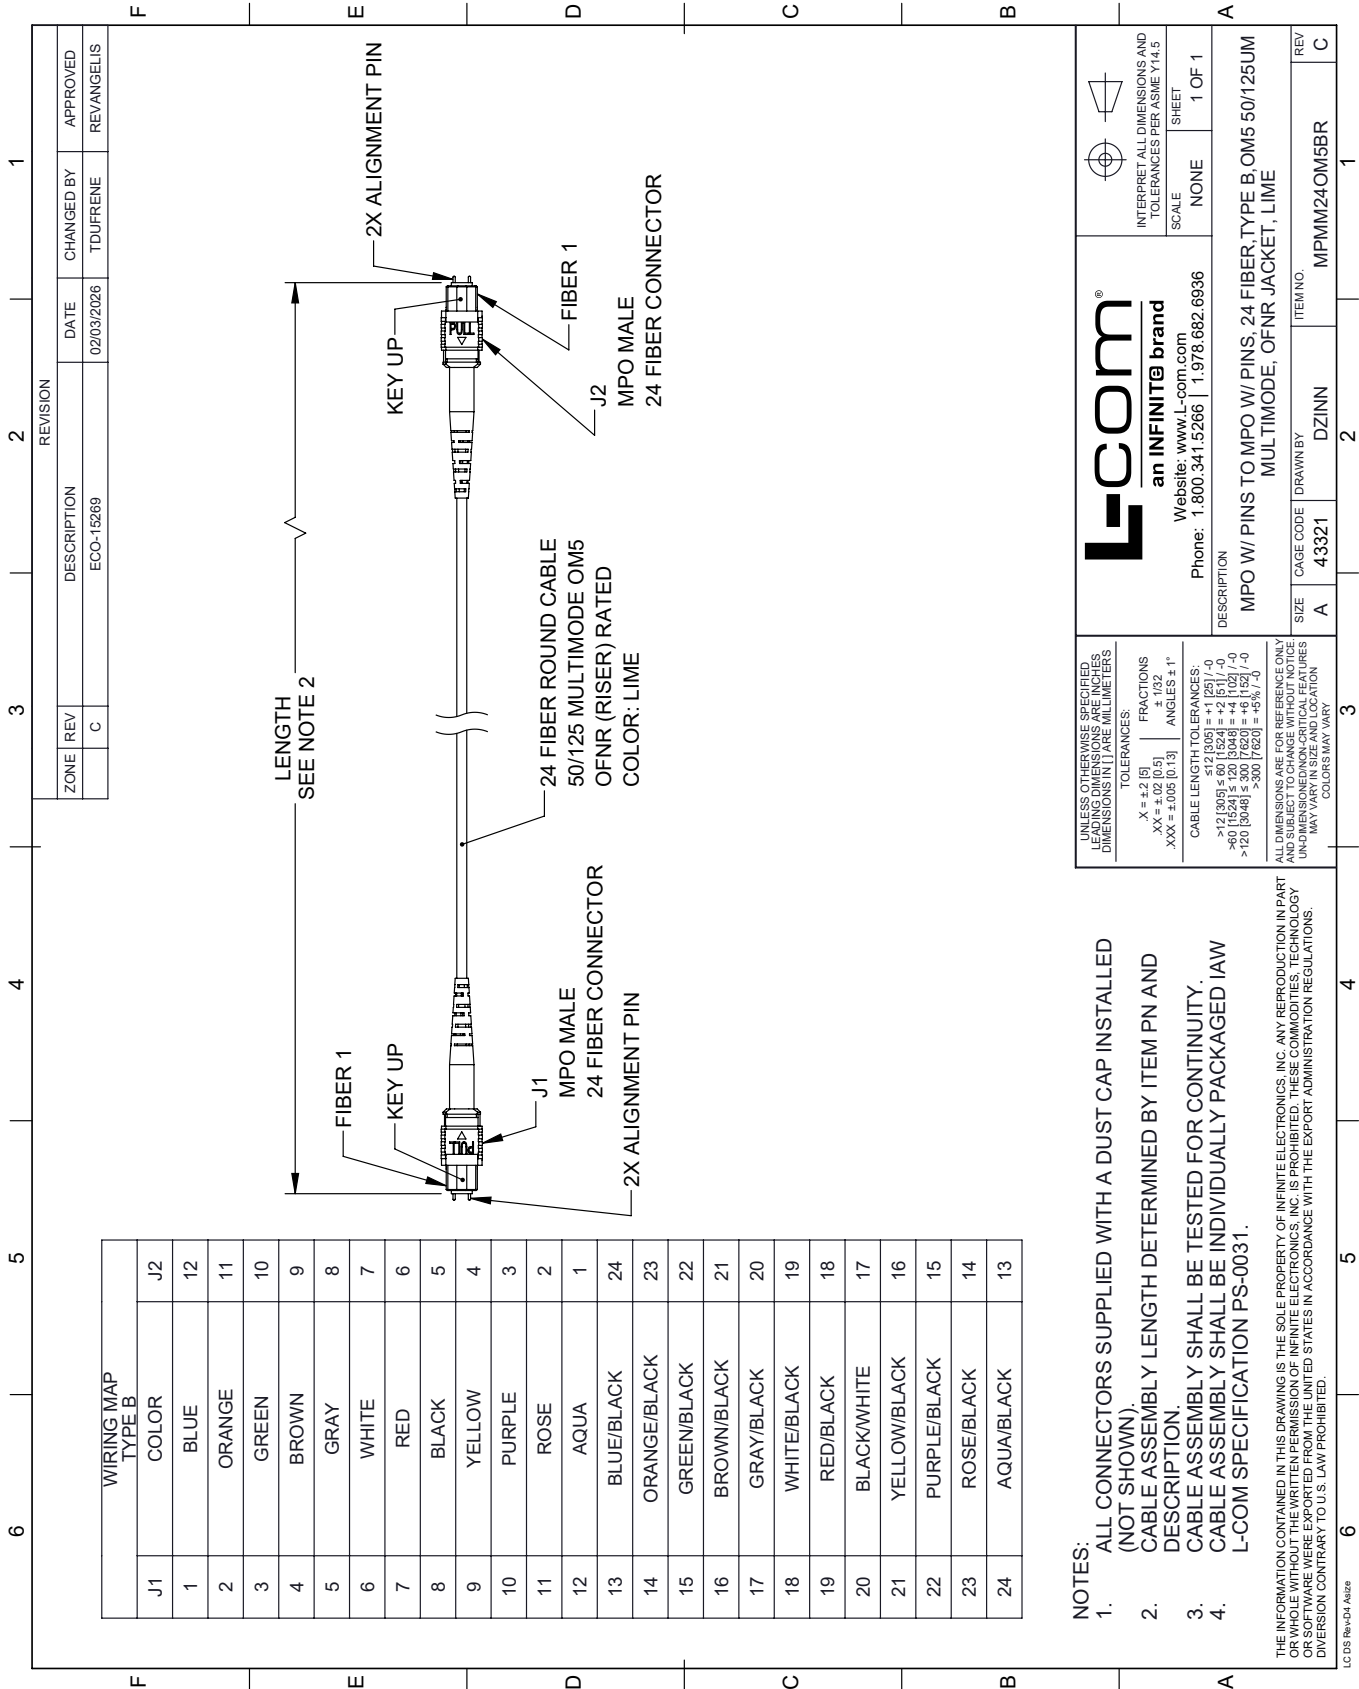 6
5
4
3
2
1
F
E
D
C
B
A
REVISION
ZONE REV DESCRIPTION DATE CHANGED BY APPROVED
C ECO-15269 02/03/2026 TDUFRENE REVANGELIS
WIRING MAP
TYPE B
J1 COLOR J2
1 BLUE 12
2 ORANGE 11
3 GREEN 10
4 BROWN 9
5 GRAY 8
6 WHITE 7
7 RED 6
8 BLACK 5
9 YELLOW 4
10 PURPLE 3
11 ROSE 2
12 AQUA 1
13 BLUE/BLACK 24
14 ORANGE/BLACK 23
15 GREEN/BLACK 22
16 BROWN/BLACK 21
17 GRAY/BLACK 20
18 WHITE/BLACK 19
19 RED/BLACK 18
20 BLACK/WHITE 17
21 YELLOW/BLACK 16
22 PURPLE/BLACK 15
23 ROSE/BLACK 14
24 AQUA/BLACK 13
LENGTH
SEE NOTE 2
FIBER 1
KEY UP
PULL
J1
MPO MALE
24 FIBER CONNECTOR
2X ALIGNMENT PIN
24 FIBER ROUND CABLE
50/125 MULTIMODE OM5
OFNR (RISER) RATED
COLOR: LIME
2X ALIGNMENT PIN
KEY UP
PULL
FIBER 1
J2
MPO MALE
24 FIBER CONNECTOR
NOTES:
1. ALL CONNECTORS SUPPLIED WITH A DUST CAP INSTALLED
(NOT SHOWN).
2. CABLE ASSEMBLY LENGTH DETERMINED BY ITEM PN AND
DESCRIPTION.
3. CABLE ASSEMBLY SHALL BE TESTED FOR CONTINUITY.
4. CABLE ASSEMBLY SHALL BE INDIVIDUALLY PACKAGED IAW
L-COM SPECIFICATION PS-0031.
THE INFORMATION CONTAINED IN THIS DRAWING IS THE SOLE PROPERTY OF INFINITE ELECTRONICS, INC. ANY REPRODUCTION IN PART
OR WHOLE WITHOUT THE WRITTEN PERMISSION OF INFINITE ELECTRONICS, INC. IS PROHIBITED. THESE COMMODITIES, TECHNOLOGY
OR SOFTWARE WERE EXPORTED FROM THE UNITED STATES IN ACCORDANCE WITH THE EXPORT ADMINISTRATION REGULATIONS.
DIVERSION CONTRARY TO U.S. LAW PROHIBITED.
UNLESS OTHERWISE SPECIFIED
LEADING DIMENSIONS ARE INCHES
DIMENSIONS IN [ ] ARE MILLIMETERS
TOLERANCES:
.X = ±.2 [5] FRACTIONS
.XX = ±.02 [0.5] ± 1/32
.XXX = ±.005 [0.13] ANGLES ± 1°
CABLE LENGTH TOLERANCES:
≤12 [305] = +1 [25] / -0
>12 [305] ≤ 60 [1524] = +2 [51] / -0
>60 [1524] ≤ 120 [3048] = +4 [102] / -0
>120 [3048] ≤ 300 [7620] = +6 [152] / -0
>300 [7620] = +5% / -0
ALL DIMENSIONS ARE FOR REFERENCE ONLY
AND SUBJECT TO CHANGE WITHOUT NOTICE.
UN-DIMENSIONED/NON-CRITICAL FEATURES
MAY VARY IN SIZE AND LOCATION
COLORS MAY VARY
L-com®
an INFINITE brand
Website: www.L-com.com
Phone: 1.800.341.5266 | 1.978.682.6936
INTERPRET ALL DIMENSIONS AND
TOLERANCES PER ASME Y14.5
SCALE NONE
SHEET 1 OF 1
DESCRIPTION
MPO W/ PINS TO MPO W/ PINS, 24 FIBER,TYPE B,OM5 50/125UM
MULTIMODE, OFNR JACKET, LIME
SIZE A
CAGE CODE 43321
DRAWN BY DZINN
ITEM NO. MPMM24OM5BR
REV C
F
E
D
C
B
A
LC DS Rev-D4 Asize
6
5
4
3
2
1